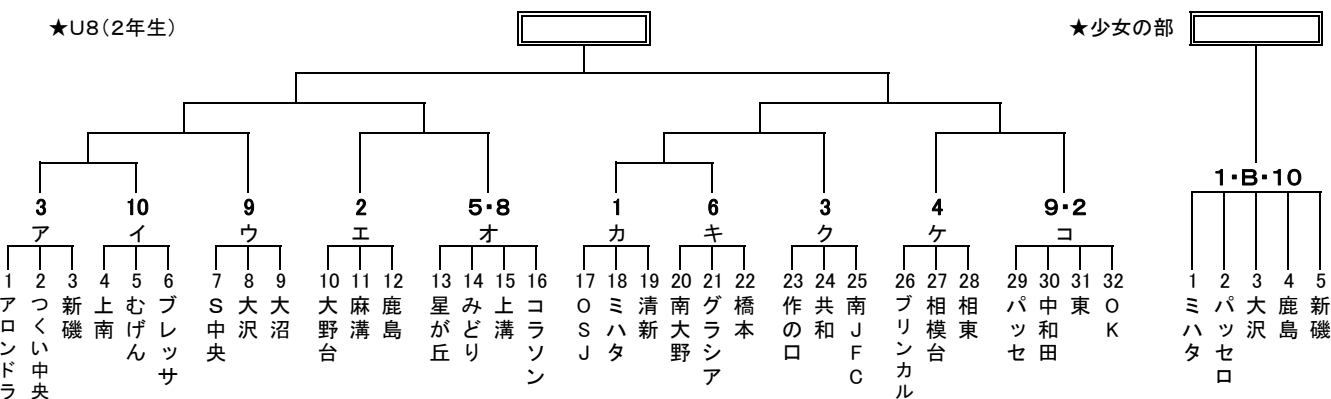 ★U8(2年生)
★少女の部
1・B・10
3 10 9 2 5・8 1 6 3 4 9・2
ア イ ウ エ オ カ キ ク ケ コ
1 アロンドラ
2 つくい中央
3 新磯
4 上南
5 むげん
6 ブレッサ
7 S中央
8 大沢
9 大沼
10 大野台
11 麻溝
12 鹿島
13 星が丘
14 みどり
15 上溝
16 コラソン
17 OSJ
18 ミハタ
19 清新
20 南大野
21 グラシア
22 橋本
23 作の口
24 共和
25 南JFC
26 ブリンカル
27 相模台
28 相東
29 パッセ
30 中和田
31 東
32 OK
1 ミハタ
2 パッセロ
3 大沢
4 鹿島
5 新磯